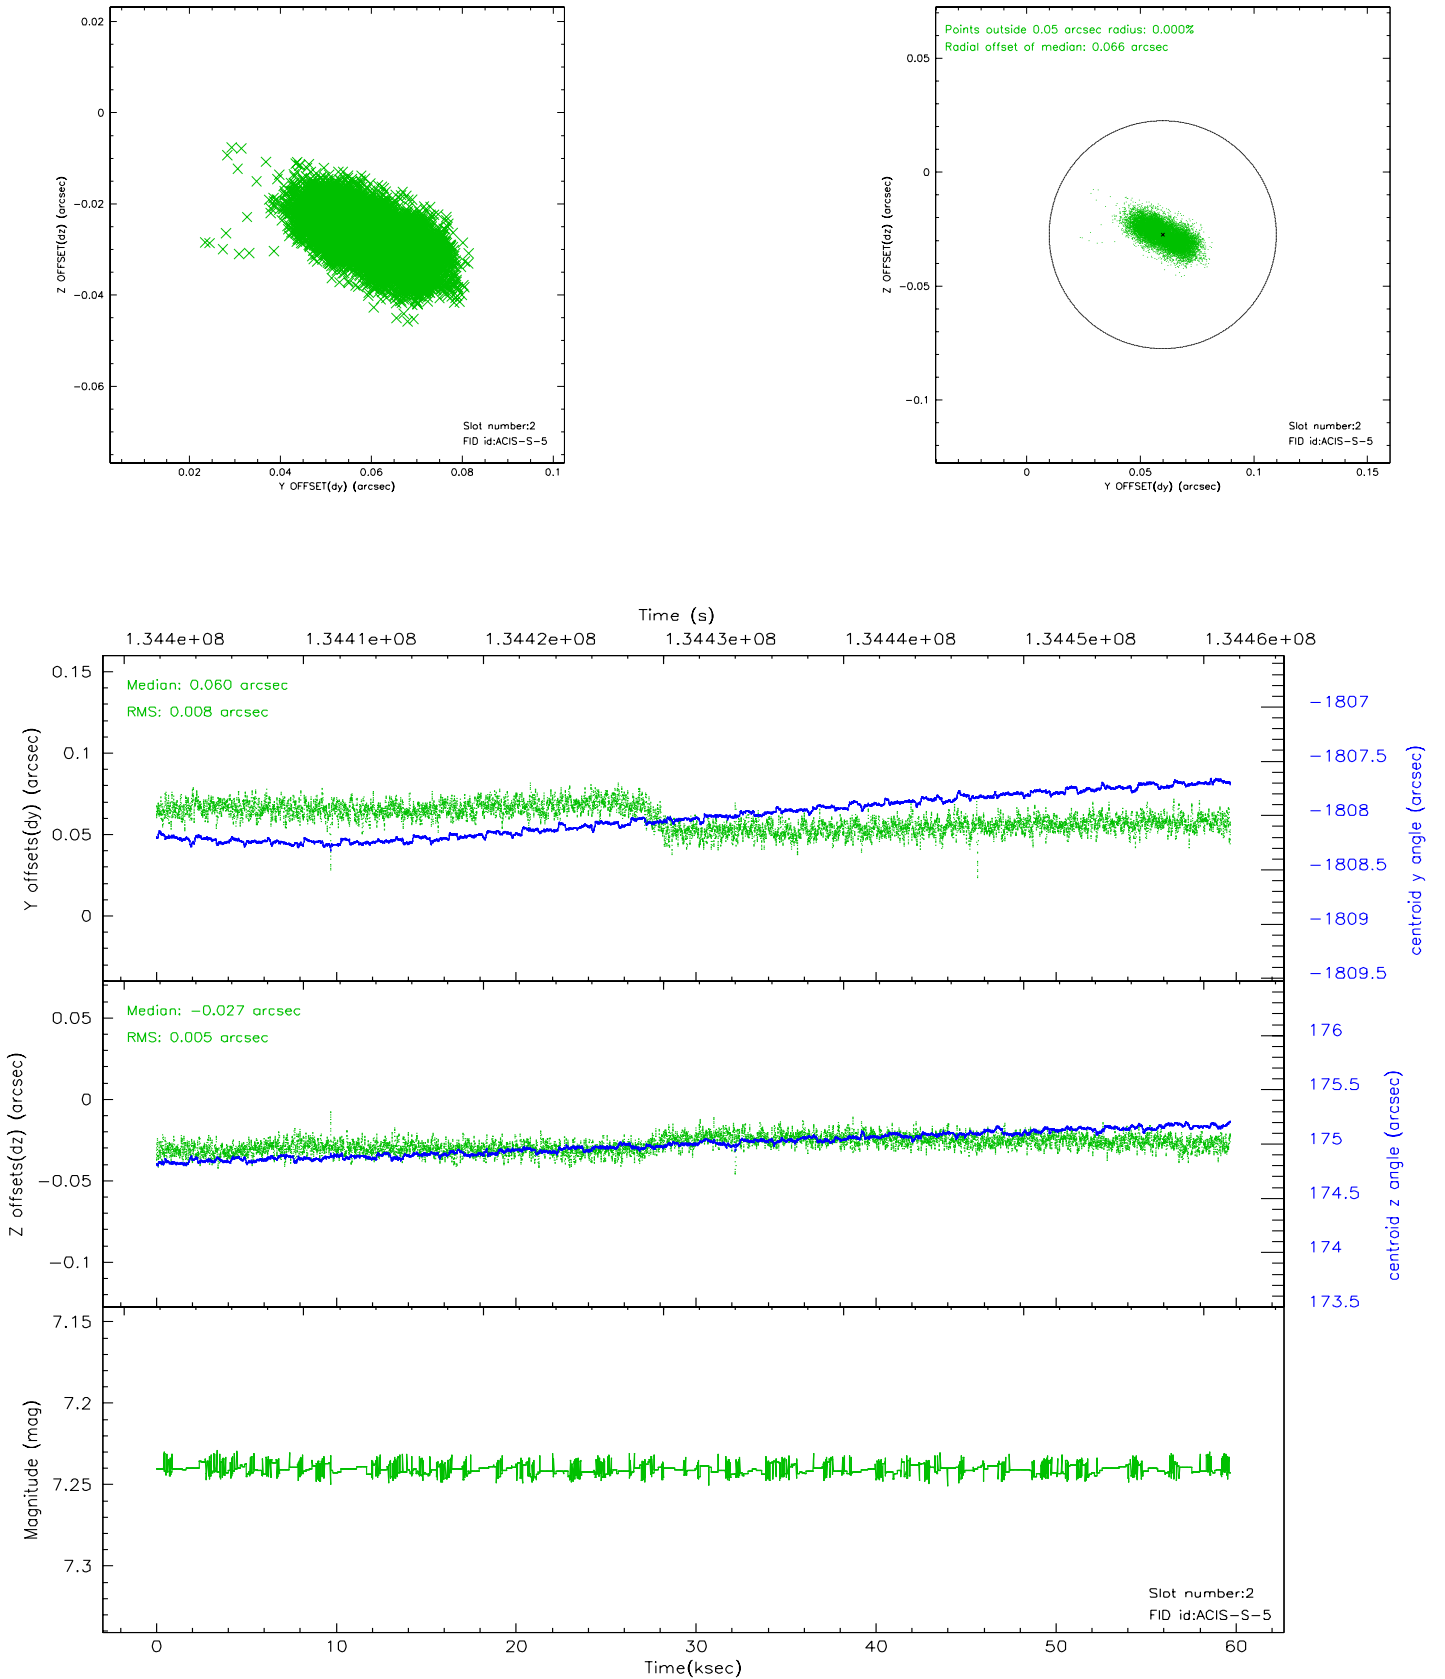 0.02
0
−0.02
−0.04
−0.06
Z OFFSET(dz) (arcsec)
Slot number:2
FID id:ACIS−S−5
0.02 0.04 0.06 0.08 0.1
Y OFFSET(dy) (arcsec)
Points outside 0.05 arcsec radius: 0.000%
Radial offset of median: 0.066 arcsec
0.05
0
−0.05
−0.1
Z OFFSET(dz) (arcsec)
Slot number:2
FID id:ACIS−S−5
0 0.05 0.1 0.15
Y OFFSET(dy) (arcsec)
Time (s)
1.344e+08 1.3441e+08 1.3442e+08 1.3443e+08 1.3444e+08 1.3445e+08 1.3446e+08
Median: 0.060 arcsec
RMS: 0.008 arcsec
0.15
0.1
0.05
0
Y offsets(dy) (arcsec)
−1807
−1807.5
−1808
−1808.5
−1809
−1809.5
centroid y angle (arcsec)
Median: −0.027 arcsec
RMS: 0.005 arcsec
0.05
0
−0.05
−0.1
Z offsets(dz) (arcsec)
176
175.5
175
174.5
174
173.5
centroid z angle (arcsec)
7.15
7.2
7.25
7.3
Magnitude (mag)
Slot number:2
FID id:ACIS−S−5
0 10 20 30 40 50 60
Time(ksec)